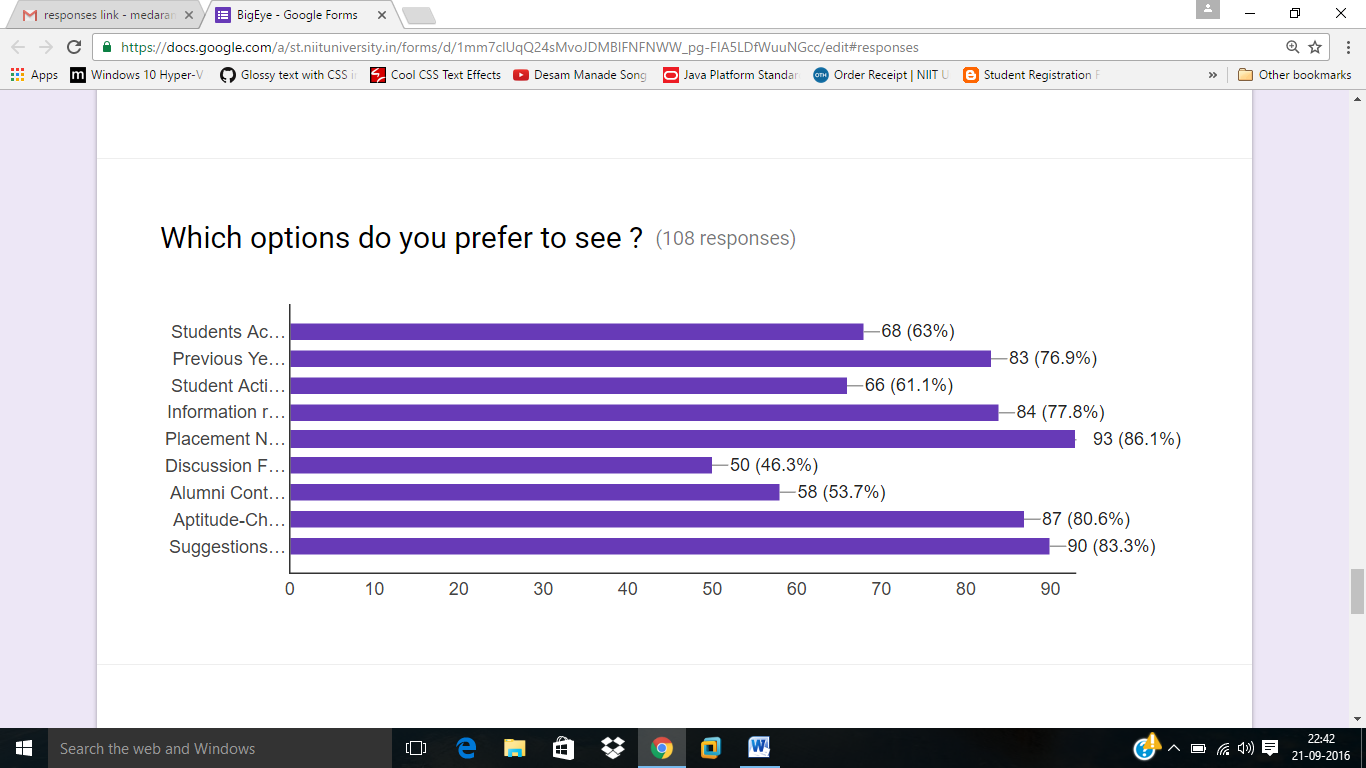 responses link - medaran
BigEye - Google Forms
https://docs.google.com/a/st.niituniversity.in/forms/d/1mm7clUqQ24sMvoJDMBlFNFNWW_pg-FlA5LDfWuuNGcc/edit#responses
Apps Windows 10 Hyper-V Glossy text with CSS Cool CSS Text Effects Desam Manade Song Java Platform Standar Order Receipt | NIIT U Student Registration F » Other bookmarks
Which options do you prefer to see ? (108 responses)
Students Ac... 68 (63%)
Previous Ye... 83 (76.9%)
Student Acti... 66 (61.1%)
Information r... 84 (77.8%)
Placement N... 93 (86.1%)
Discussion F... 50 (46.3%)
Alumni Cont... 58 (53.7%)
Aptitude-Ch... 87 (80.6%)
Suggestions... 90 (83.3%)
0 10 20 30 40 50 60 70 80 90
Search the web and Windows
22:42
21-09-2016